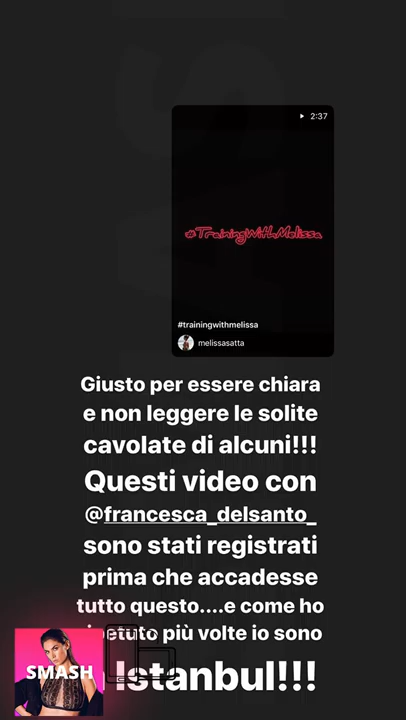 2:37
#TrainingWithMelissa
#trainingwithmelissa
melissasatta
Giusto per essere chiara
e non leggere le solite
cavolate di alcuni!!!
Questi video con
@francesca_delsanto_
sono stati registrati
prima che accadesse
tutto questo....e come ho
ripetuto più volte io sono
Istanbul!!!
SMASH